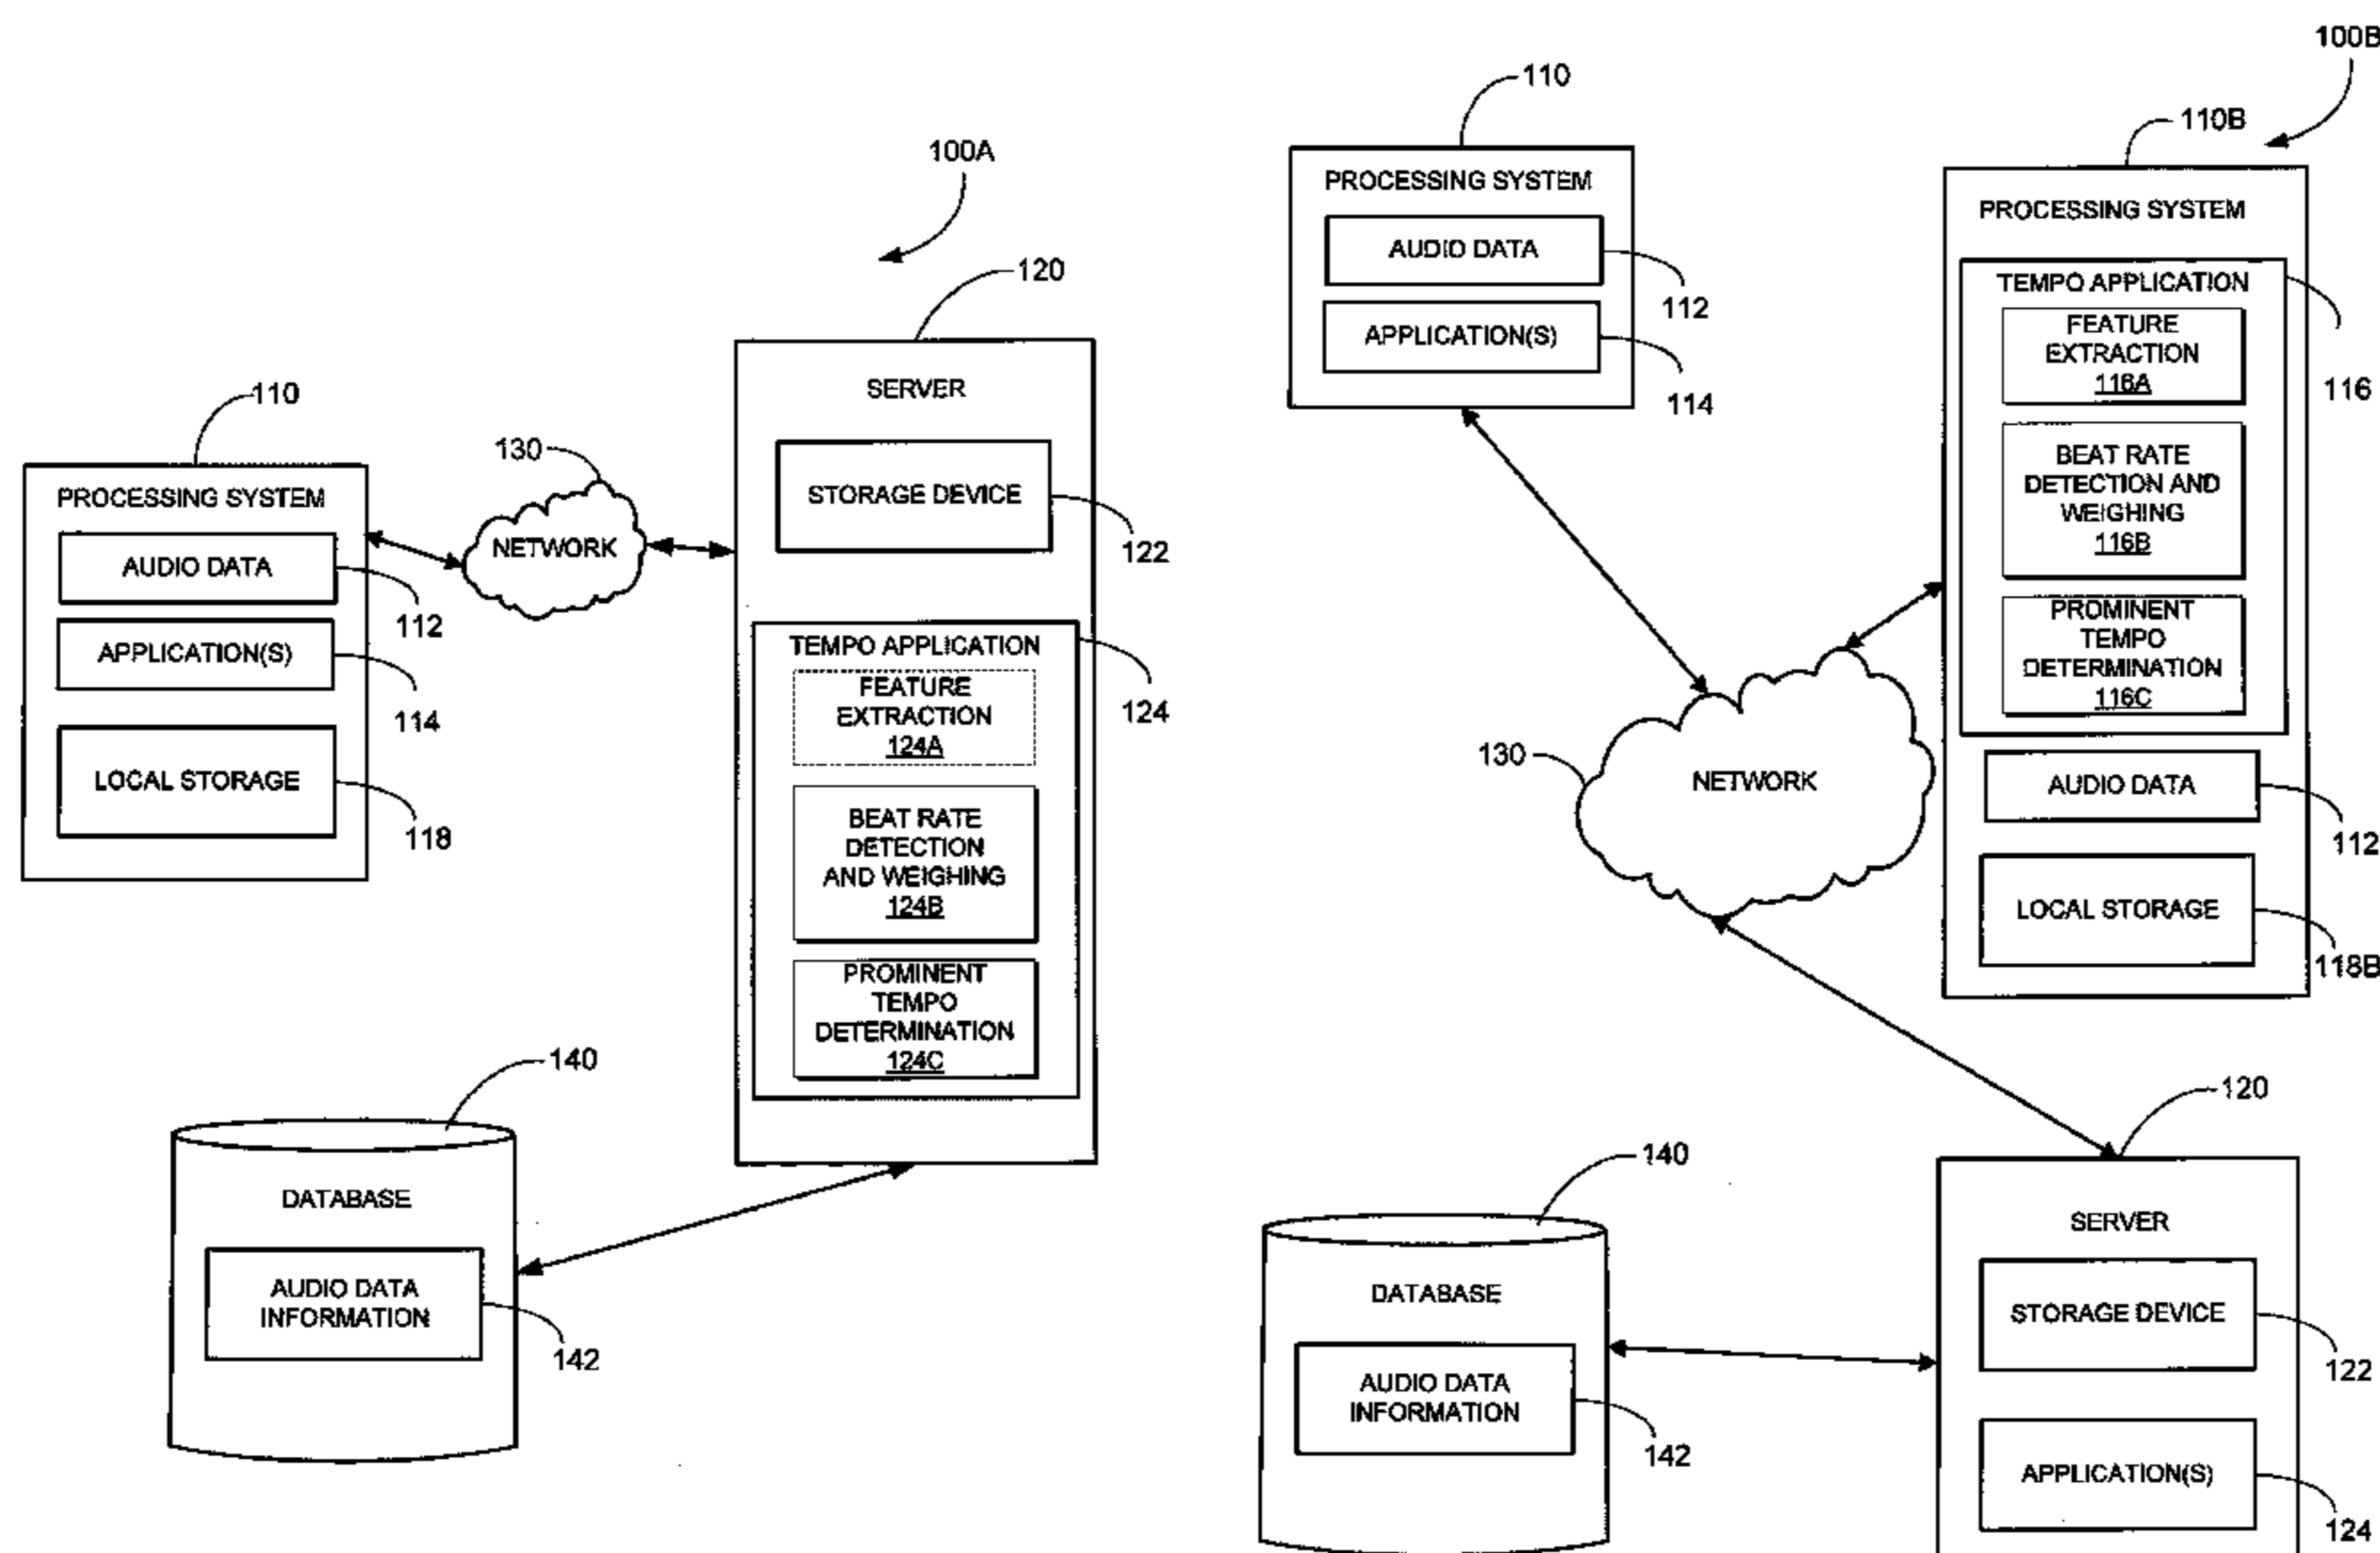 100A
110
PROCESSING SYSTEM
AUDIO DATA
112
APPLICATION(S)
114
LOCAL STORAGE
118
130
NETWORK
120
SERVER
STORAGE DEVICE
122
TEMPO APPLICATION
124
FEATURE
EXTRACTION
124A
BEAT RATE
DETECTION
AND WEIGHING
124B
PROMINENT
TEMPO
DETERMINATION
124C
140
DATABASE
AUDIO DATA
INFORMATION
142
100B
110
PROCESSING SYSTEM
AUDIO DATA
112
APPLICATION(S)
114
110B
PROCESSING SYSTEM
TEMPO APPLICATION
116
FEATURE
EXTRACTION
116A
BEAT RATE
DETECTION AND
WEIGHING
116B
PROMINENT
TEMPO
DETERMINATION
116C
AUDIO DATA
112
LOCAL STORAGE
118B
130
NETWORK
120
SERVER
STORAGE DEVICE
122
APPLICATION(S)
124
140
DATABASE
AUDIO DATA
INFORMATION
142